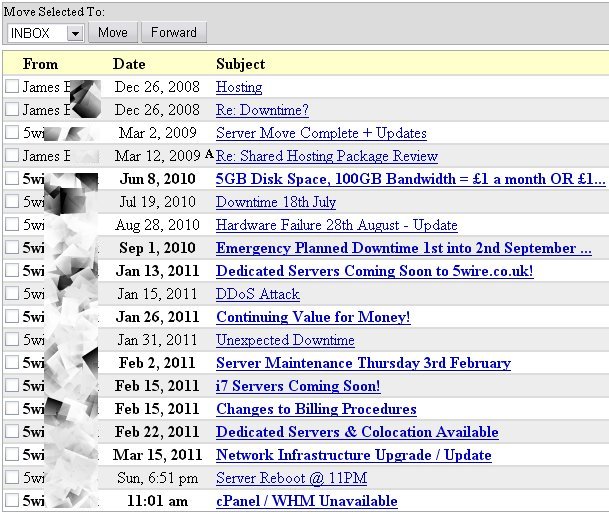 Move Selected To:
INBOX Move Forward
From Date Subject
James Dec 26, 2008 Hosting
James Dec 26, 2008 Re: Downtime?
5wi Mar 2, 2009 Server Move Complete + Updates
James Mar 12, 2009 A Re: Shared Hosting Package Review
5wi Jun 8, 2010 5GB Disk Space, 100GB Bandwidth = £1 a month OR £1...
5wi Jul 19, 2010 Downtime 18th July
5wi Aug 28, 2010 Hardware Failure 28th August - Update
5wi Sep 1, 2010 Emergency Planned Downtime 1st into 2nd September ...
5wi Jan 13, 2011 Dedicated Servers Coming Soon to 5wire.co.uk!
5wi Jan 15, 2011 DDoS Attack
5wi Jan 26, 2011 Continuing Value for Money!
5wi Jan 31, 2011 Unexpected Downtime
5wi Feb 2, 2011 Server Maintenance Thursday 3rd February
5wi Feb 15, 2011 i7 Servers Coming Soon!
5wi Feb 15, 2011 Changes to Billing Procedures
5wi Feb 22, 2011 Dedicated Servers & Colocation Available
5wi Mar 15, 2011 Network Infrastructure Upgrade / Update
5wi Sun, 6:51 pm Server Reboot @ 11PM
5wi 11:01 am cPanel / WHM Unavailable